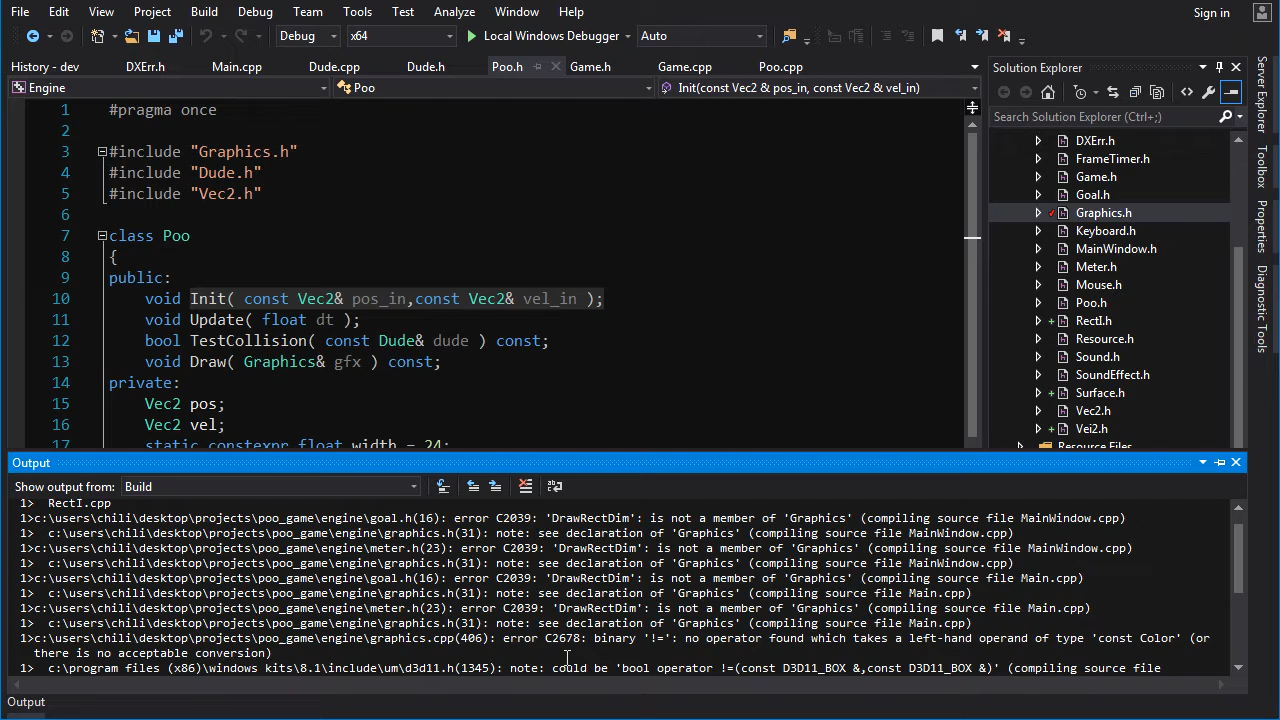 File Edit View Project Build Debug Team Tools Test Analyze Window Help Sign in
Debug x64 Local Windows Debugger Auto
History - dev DXErr.h Main.cpp Dude.cpp Dude.h Poo.h Game.h Game.cpp Poo.cpp
Engine Poo Init(const Vec2 & pos_in, const Vec2 & vel_in)
1 #pragma once
2
3 #include "Graphics.h"
4 #include "Dude.h"
5 #include "Vec2.h"
6
7 class Poo
8 {
9 public:
10 void Init( const Vec2& pos_in,const Vec2& vel_in );
11 void Update( float dt );
12 bool TestCollision( const Dude& dude ) const;
13 void Draw( Graphics& gfx ) const;
14 private:
15 Vec2 pos;
16 Vec2 vel;
17 static constexpr float width = 24;
Solution Explorer
Search Solution Explorer (Ctrl+;)
DXErr.h
FrameTimer.h
Game.h
Goal.h
Graphics.h
Keyboard.h
MainWindow.h
Meter.h
Mouse.h
Poo.h
RectI.h
Resource.h
Sound.h
SoundEffect.h
Surface.h
Vec2.h
Vei2.h
Resource Files
Server Explorer
Toolbox
Properties
Diagnostic Tools
Output
Show output from: Build
1> RectI.cpp
1>c:\users\chili\desktop\projects\poo_game\engine\goal.h(16): error C2039: 'DrawRectDim': is not a member of 'Graphics' (compiling source file MainWindow.cpp)
1> c:\users\chili\desktop\projects\poo_game\engine\graphics.h(31): note: see declaration of 'Graphics' (compiling source file MainWindow.cpp)
1>c:\users\chili\desktop\projects\poo_game\engine\meter.h(23): error C2039: 'DrawRectDim': is not a member of 'Graphics' (compiling source file MainWindow.cpp)
1> c:\users\chili\desktop\projects\poo_game\engine\graphics.h(31): note: see declaration of 'Graphics' (compiling source file MainWindow.cpp)
1>c:\users\chili\desktop\projects\poo_game\engine\goal.h(16): error C2039: 'DrawRectDim': is not a member of 'Graphics' (compiling source file Main.cpp)
1> c:\users\chili\desktop\projects\poo_game\engine\graphics.h(31): note: see declaration of 'Graphics' (compiling source file Main.cpp)
1>c:\users\chili\desktop\projects\poo_game\engine\meter.h(23): error C2039: 'DrawRectDim': is not a member of 'Graphics' (compiling source file Main.cpp)
1> c:\users\chili\desktop\projects\poo_game\engine\graphics.h(31): note: see declaration of 'Graphics' (compiling source file Main.cpp)
1>c:\users\chili\desktop\projects\poo_game\engine\graphics.cpp(406): error C2678: binary '!=': no operator found which takes a left-hand operand of type 'const Color' (or
there is no acceptable conversion)
1> c:\program files (x86)\windows kits\8.1\include\um\d3d11.h(1345): note: could be 'bool operator !=(const D3D11_BOX &,const D3D11_BOX &)' (compiling source file
Output